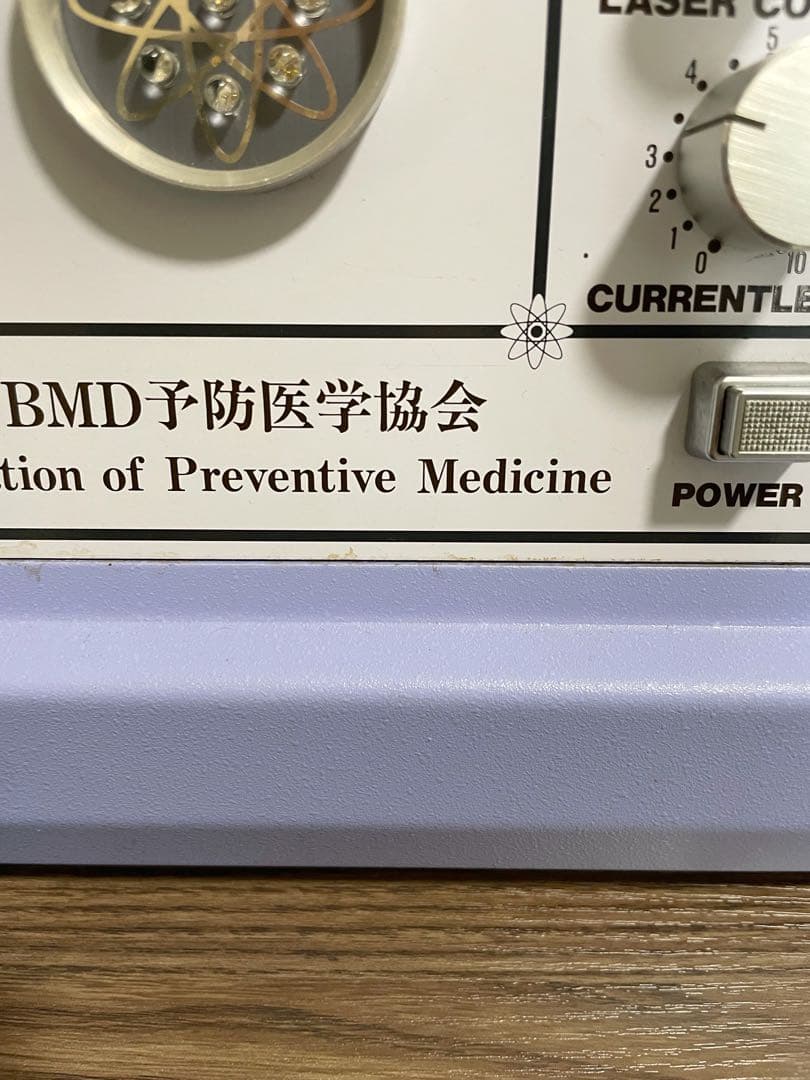 LASER CO
5
4
3
2
1
0
10
CURRENTLE
BMD予防医学協会
tion of Preventive Medicine
POWER